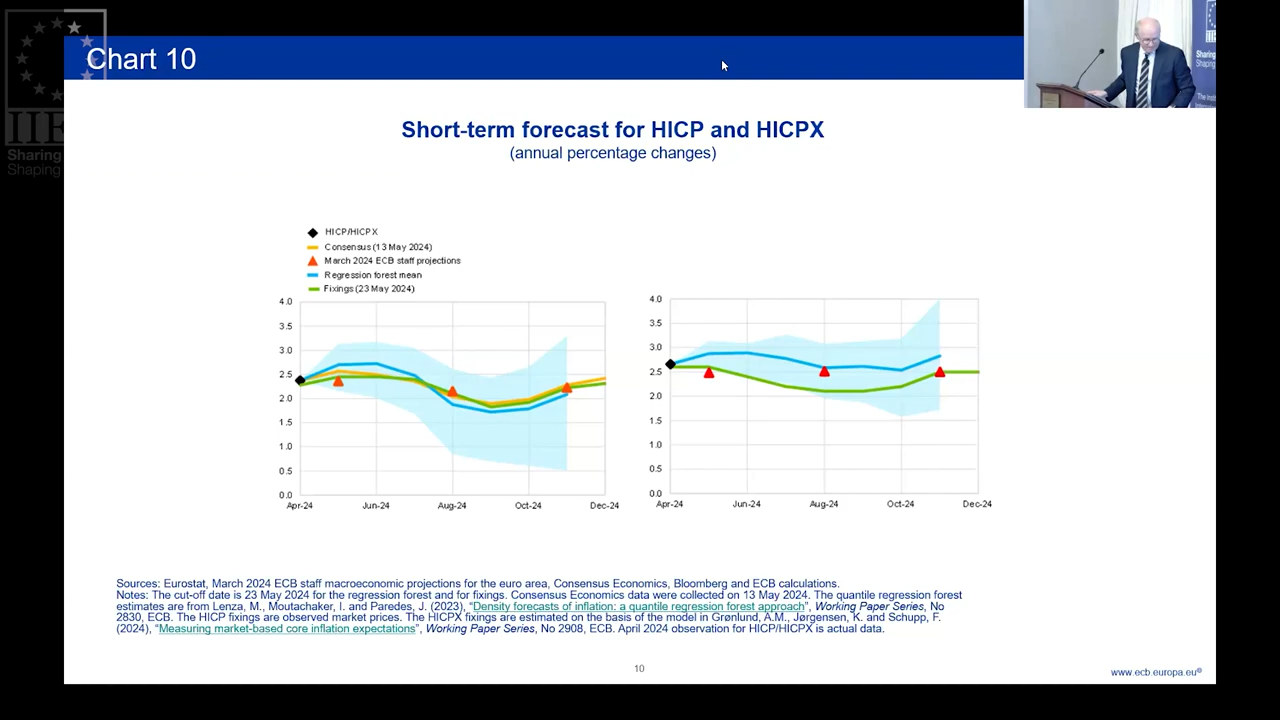 Chart 10
IIE
Sharing
Shaping
Sharing
Shaping
Short-term forecast for HICP and HICPX
(annual percentage changes)
HICP/HICPX
Consensus (13 May 2024)
March 2024 ECB staff projections
Regression forest mean
Fixings (23 May 2024)
4.0
3.5
3.0
2.5
2.0
1.5
1.0
0.5
0.0
Apr-24 Jun-24 Aug-24 Oct-24 Dec-24
4.0
3.5
3.0
2.5
2.0
1.5
1.0
0.5
0.0
Apr-24 Jun-24 Aug-24 Oct-24 Dec-24
Sources: Eurostat, March 2024 ECB staff macroeconomic projections for the euro area, Consensus Economics, Bloomberg and ECB calculations.
Notes: The cut-off date is 23 May 2024 for the regression forest and for fixings. Consensus Economics data were collected on 13 May 2024. The quantile regression forest
estimates are from Lenza, M., Moutachaker, I. and Paredes, J. (2023), “Density forecasts of inflation: a quantile regression forest approach”, Working Paper Series, No
2830, ECB. The HICP fixings are observed market prices. The HICPX fixings are estimated on the basis of the model in Grønlund, A.M., Jørgensen, K. and Schupp, F.
(2024), “Measuring market-based core inflation expectations”, Working Paper Series, No 2908, ECB. April 2024 observation for HICP/HICPX is actual data.
10
www.ecb.europa.eu®